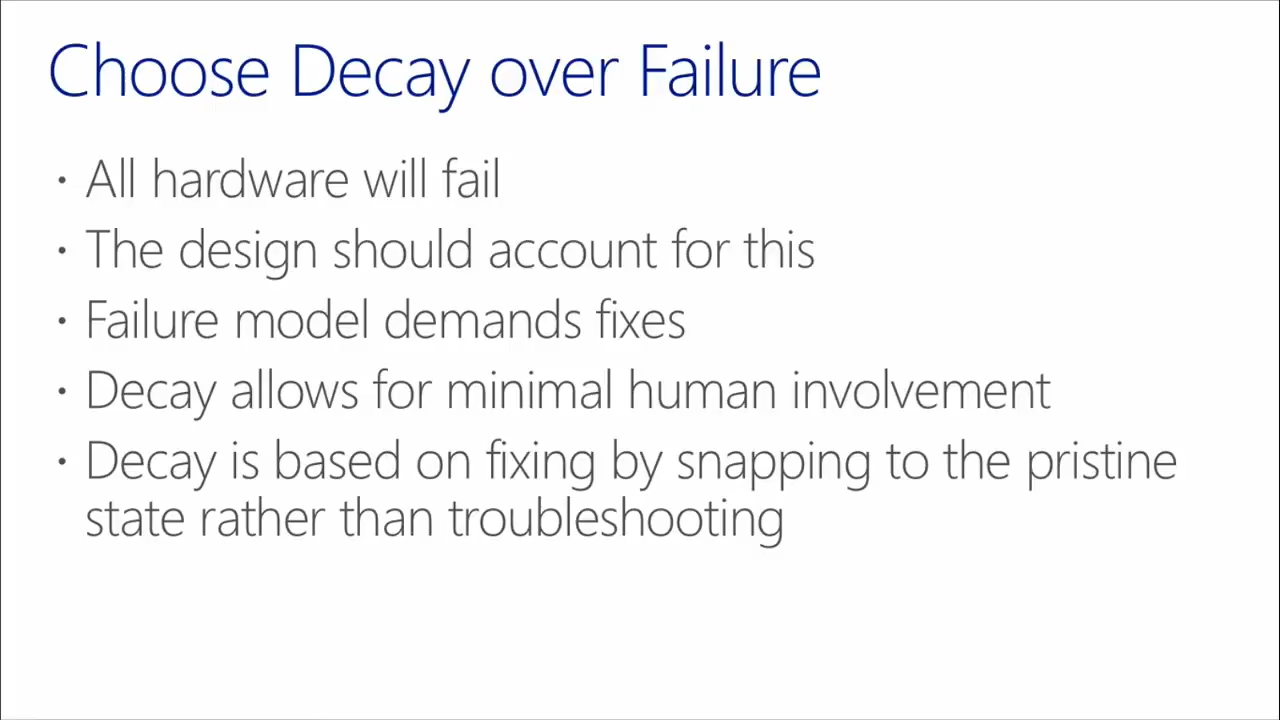 Choose Decay over Failure
· All hardware will fail
· The design should account for this
· Failure model demands fixes
· Decay allows for minimal human involvement
· Decay is based on fixing by snapping to the pristine
state rather than troubleshooting